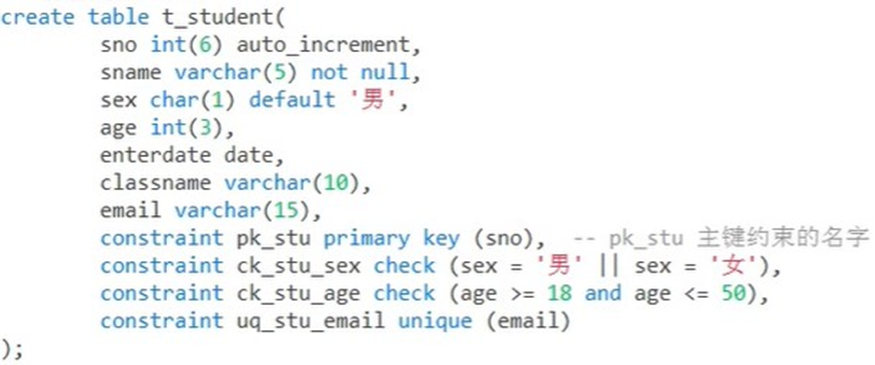 create table t_student(
sno int(6) auto_increment,
sname varchar(5) not null,
sex char(1) default '男',
age int(3),
enterdate date,
classname varchar(10),
email varchar(15),
constraint pk_stu primary key (sno),  -- pk_stu 主键约束的名字
constraint ck_stu_sex check (sex = '男' || sex = '女'),
constraint ck_stu_age check (age >= 18 and age <= 50),
constraint uq_stu_email unique (email)
);